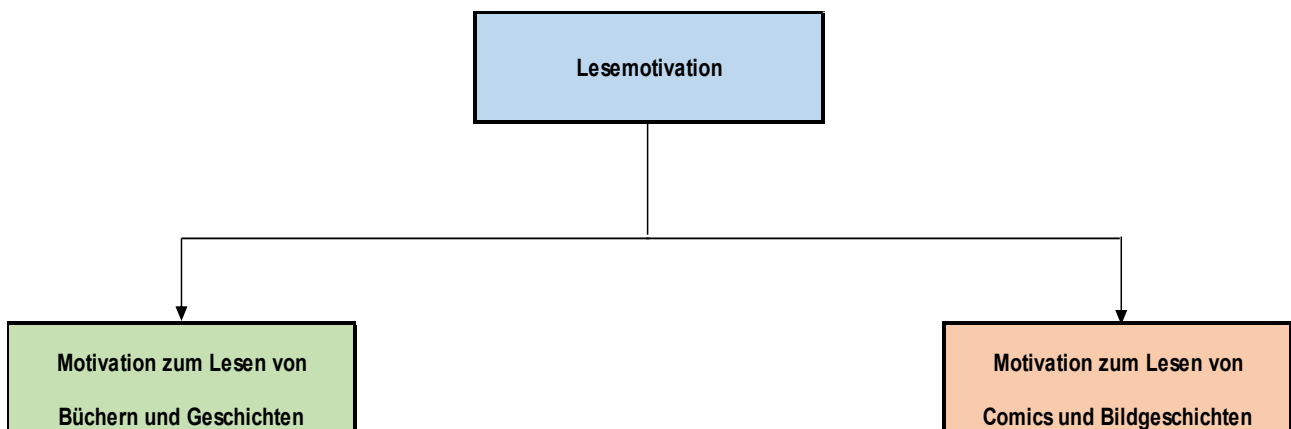 Lesemotivation
Motivation zum Lesen von
Büchern und Geschichten
Motivation zum Lesen von
Comics und Bildgeschichten